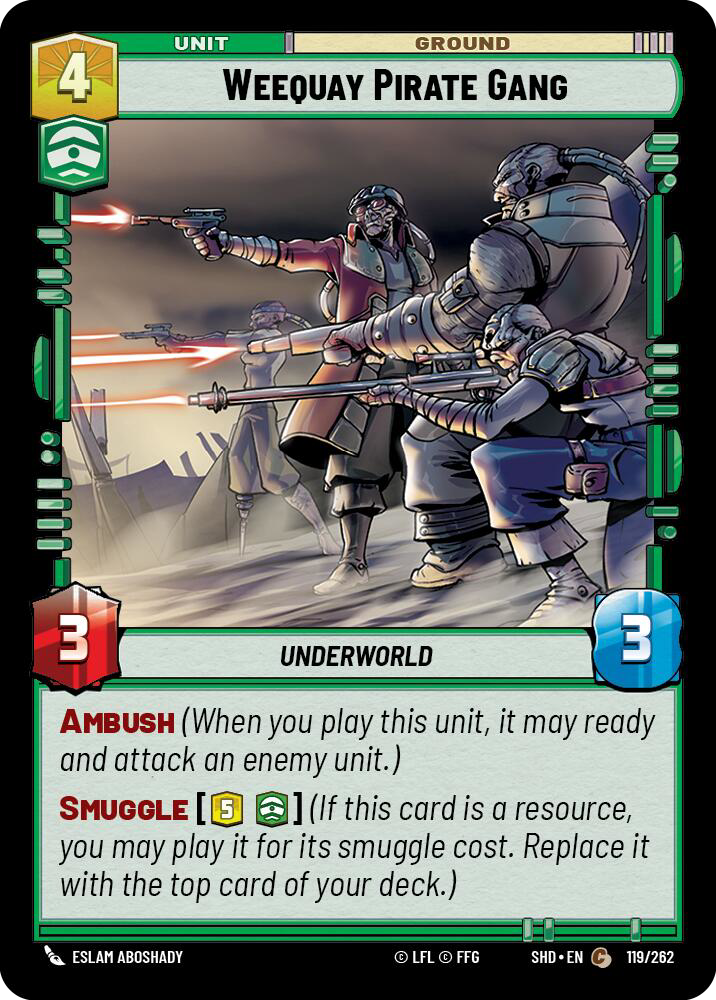 UNIT
GROUND
4
WEEQUAY PIRATE GANG
3
UNDERWORLD
3
AMBUSH (When you play this unit, it may ready
and attack an enemy unit.)
SMUGGLE [5 ] (If this card is a resource,
you may play it for its smuggle cost. Replace it
with the top card of your deck.)
ESLAM ABOSHADY
© LFL © FFG
SHD • EN C 119/262